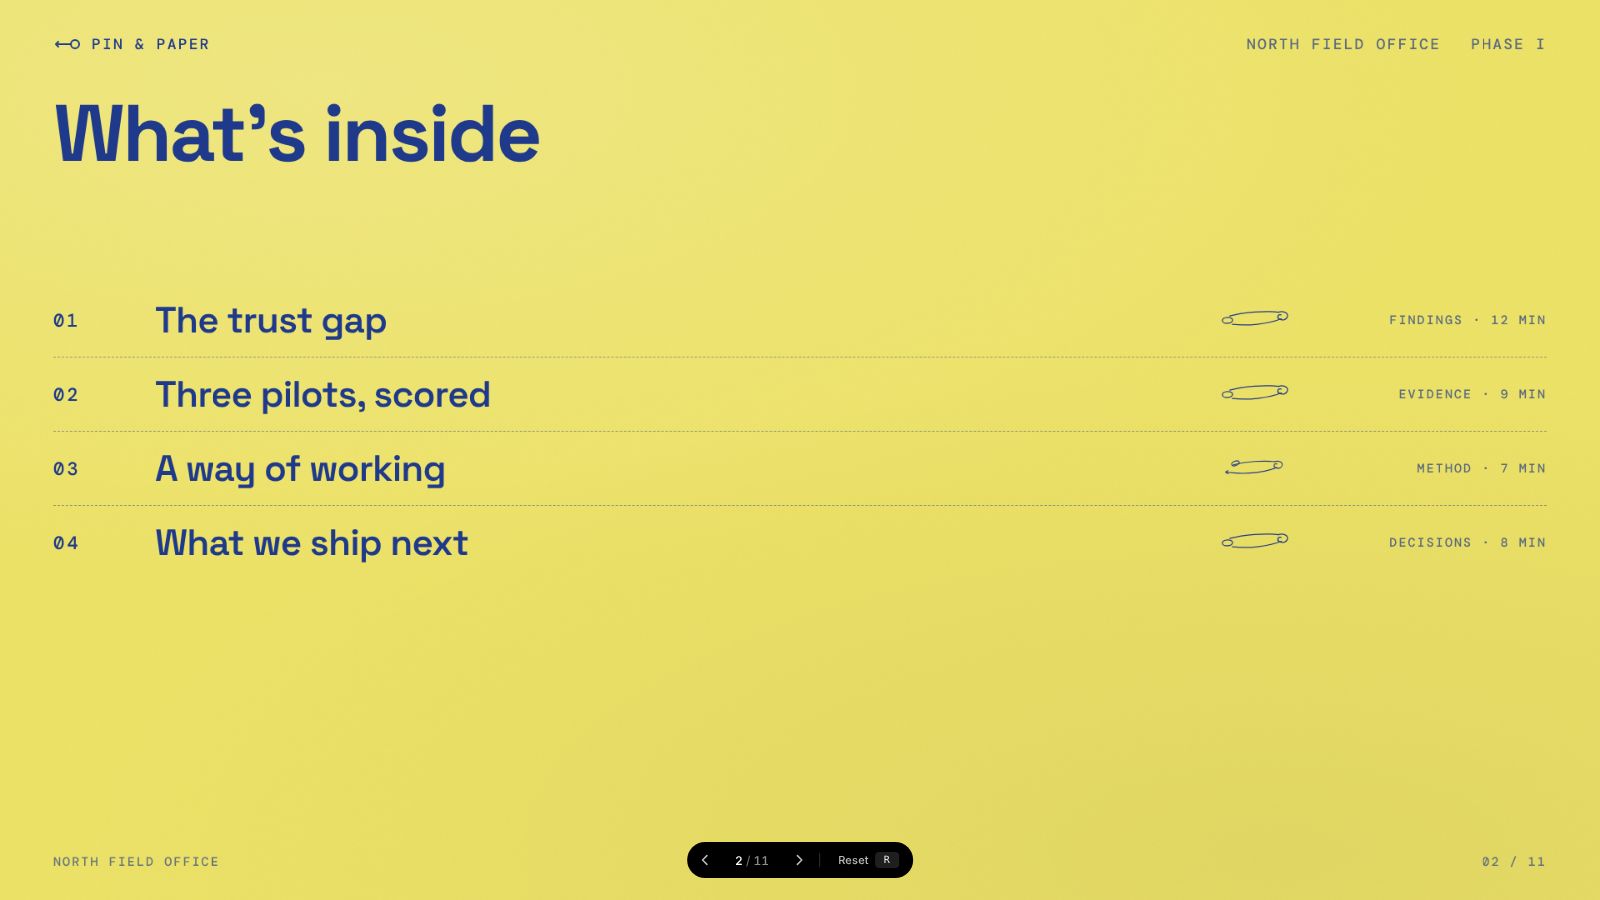 PIN & PAPER
NORTH FIELD OFFICE PHASE I
What's inside
01 The trust gap FINDINGS · 12 MIN
02 Three pilots, scored EVIDENCE · 9 MIN
03 A way of working METHOD · 7 MIN
04 What we ship next DECISIONS · 8 MIN
NORTH FIELD OFFICE
2 / 11 Reset R
02 / 11